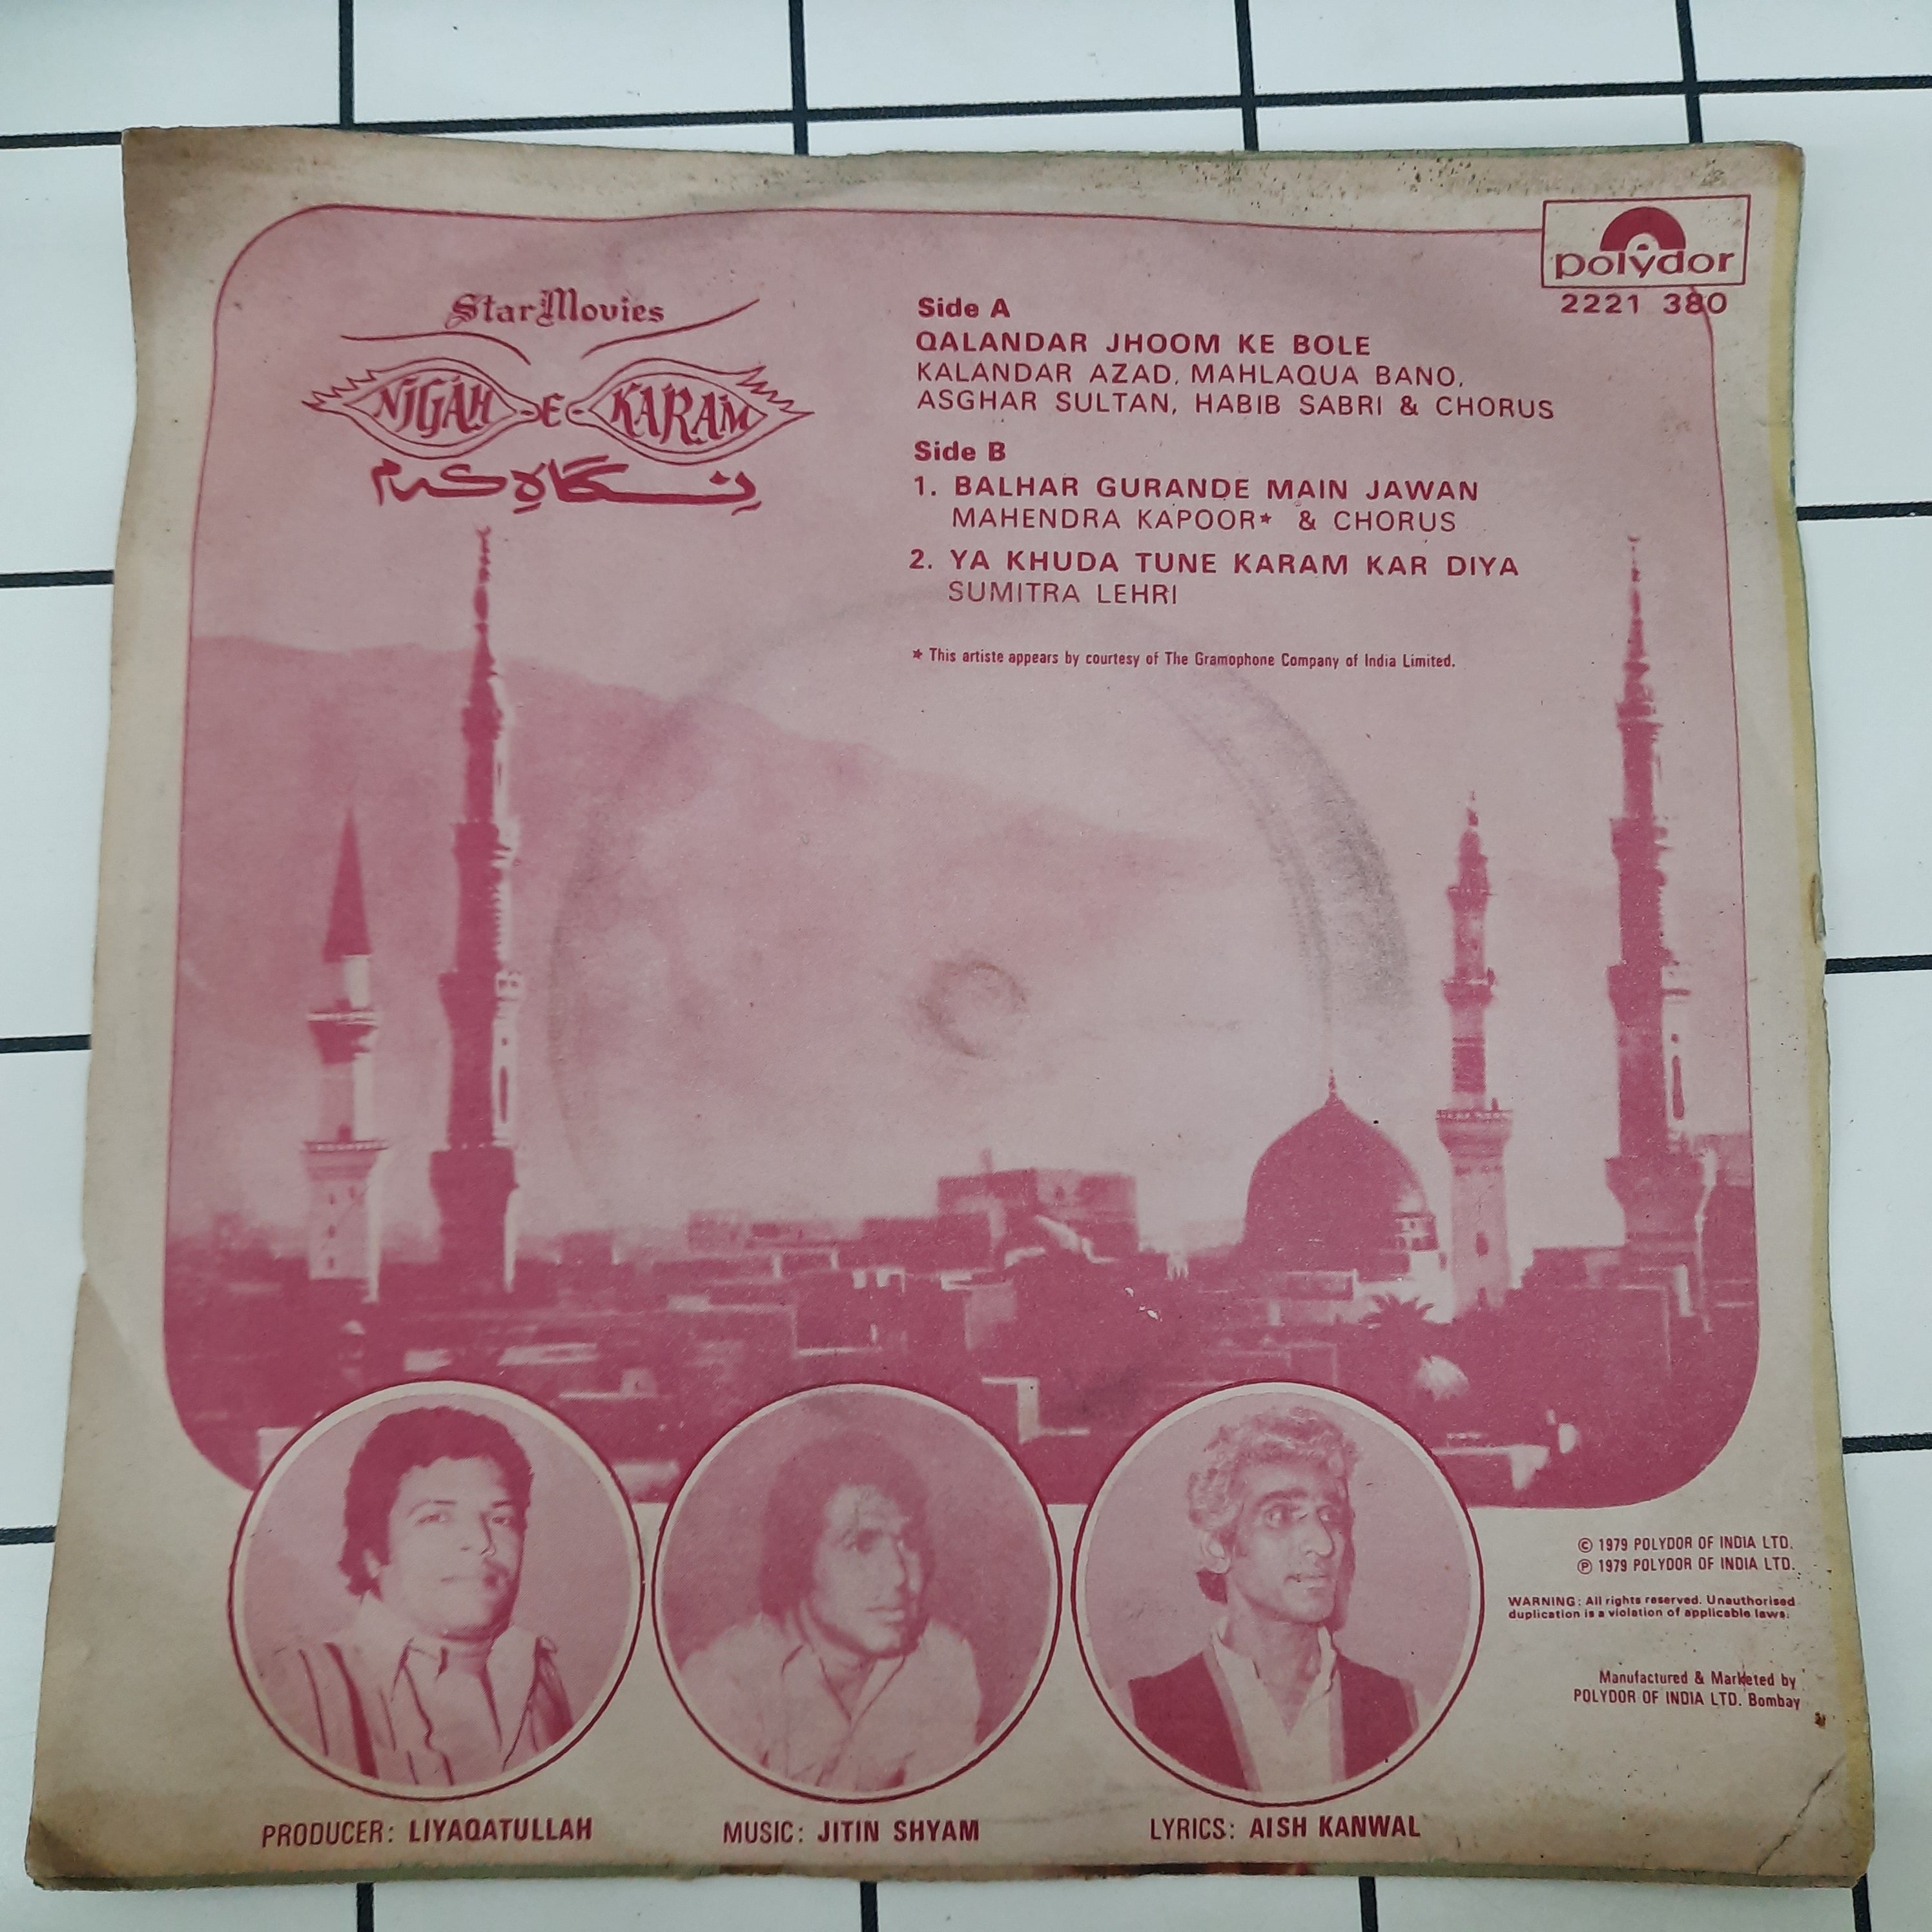 polydor
2221 380
Star Movies
NIGAH-E-KARAM
نگاہ کرم
Side A
QALANDAR JHOOM KE BOLE
KALANDAR AZAD, MAHLAQUA BANO,
ASGHAR SULTAN, HABIB SABRI & CHORUS
Side B
1. BALHAR GURANDE MAIN JAWAN
MAHENDRA KAPOOR* & CHORUS
2. YA KHUDA TUNE KARAM KAR DIYA
SUMITRA LEHRI
* This artiste appears by courtesy of The Gramophone Company of India Limited.
© 1979 POLYDOR OF INDIA LTD.
℗ 1979 POLYDOR OF INDIA LTD.
WARNING: All rights reserved. Unauthorised
duplication is a violation of applicable laws.
Manufactured & Marketed by
POLYDOR OF INDIA LTD. Bombay
PRODUCER: LIYAQATULLAH
MUSIC: JITIN SHYAM
LYRICS: AISH KANWAL